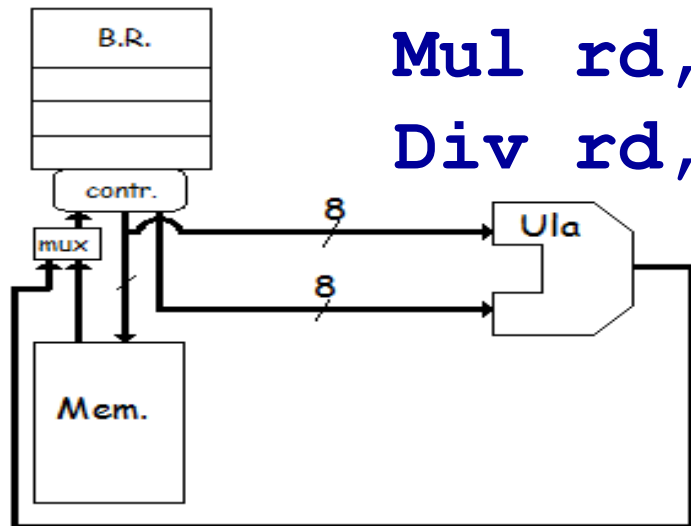 B.R.
Mul rd,
Div rd,
contr.
8
Ula
mux
8
Mem.